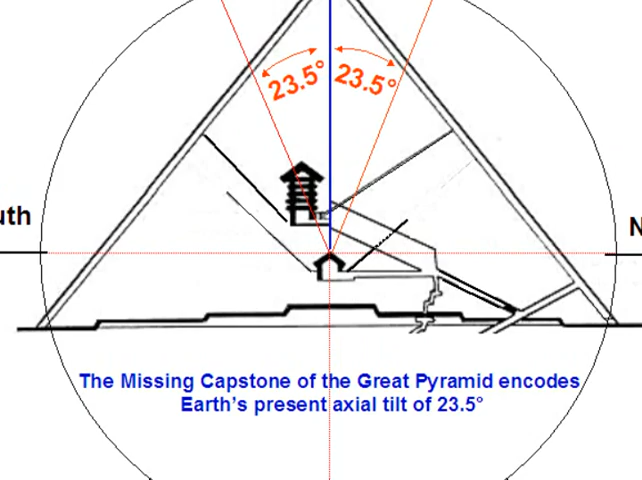 23.5° 23.5°
uth N
The Missing Capstone of the Great Pyramid encodes
Earth's present axial tilt of 23.5°